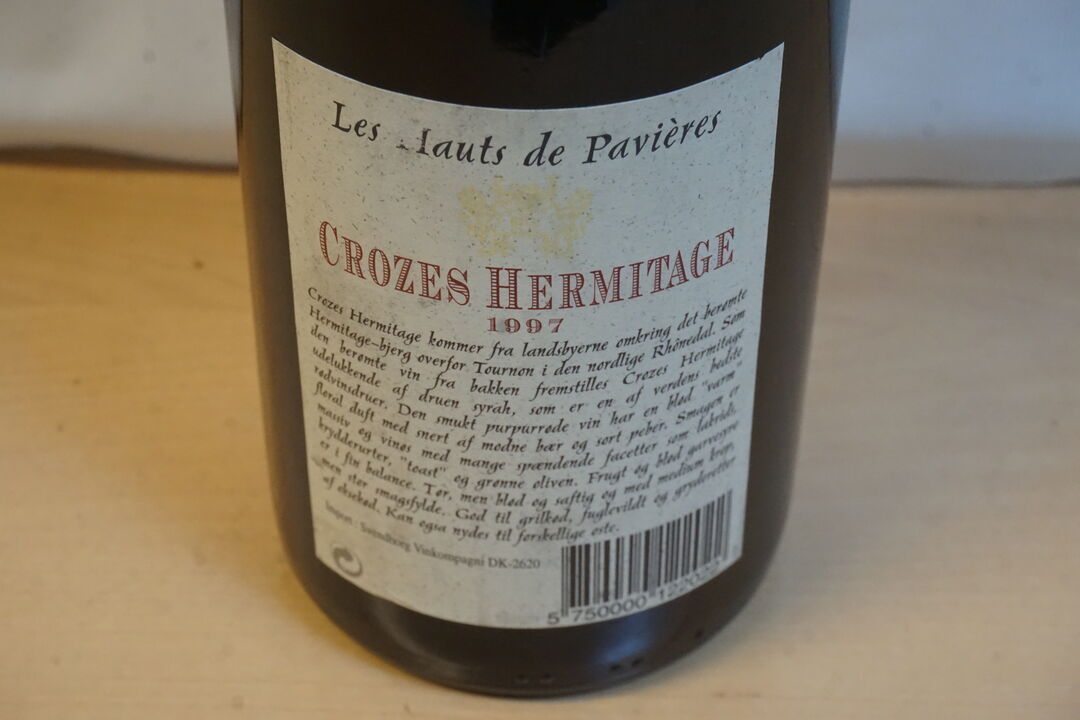 Les Hauts de Pavières
CROZES HERMITAGE
1997
Crozes Hermitage kommer fra landsbyerne omkring det berømte
Hermitage-bjerg overfor Tournon i den nordlige Rhônedal. Som
den berømte vin fra bakken fremstilles Crozes Hermitage
udelukkende af druen syrah, som er en af verdens bedste
rødvinsdruer. Den smukt purpurrøde vin har en blød "varm"
floral duft med snert af modne bær og sort peber. Smagen er
massiv og vinøs med mange spændende facetter som lakrids,
krydderurter, "toast" og grønne oliven. Frugt og blød garvesyre
er i fin balance. Tør, men blød og saftig og med medium krop,
men stor smagsfylde. God til grilkød, fuglevildt og gryderetter
af oksekød. Kan også nydes til forskellige oste.
Import: Svendborg Vinkompagni DK-2620
5 750000 122022